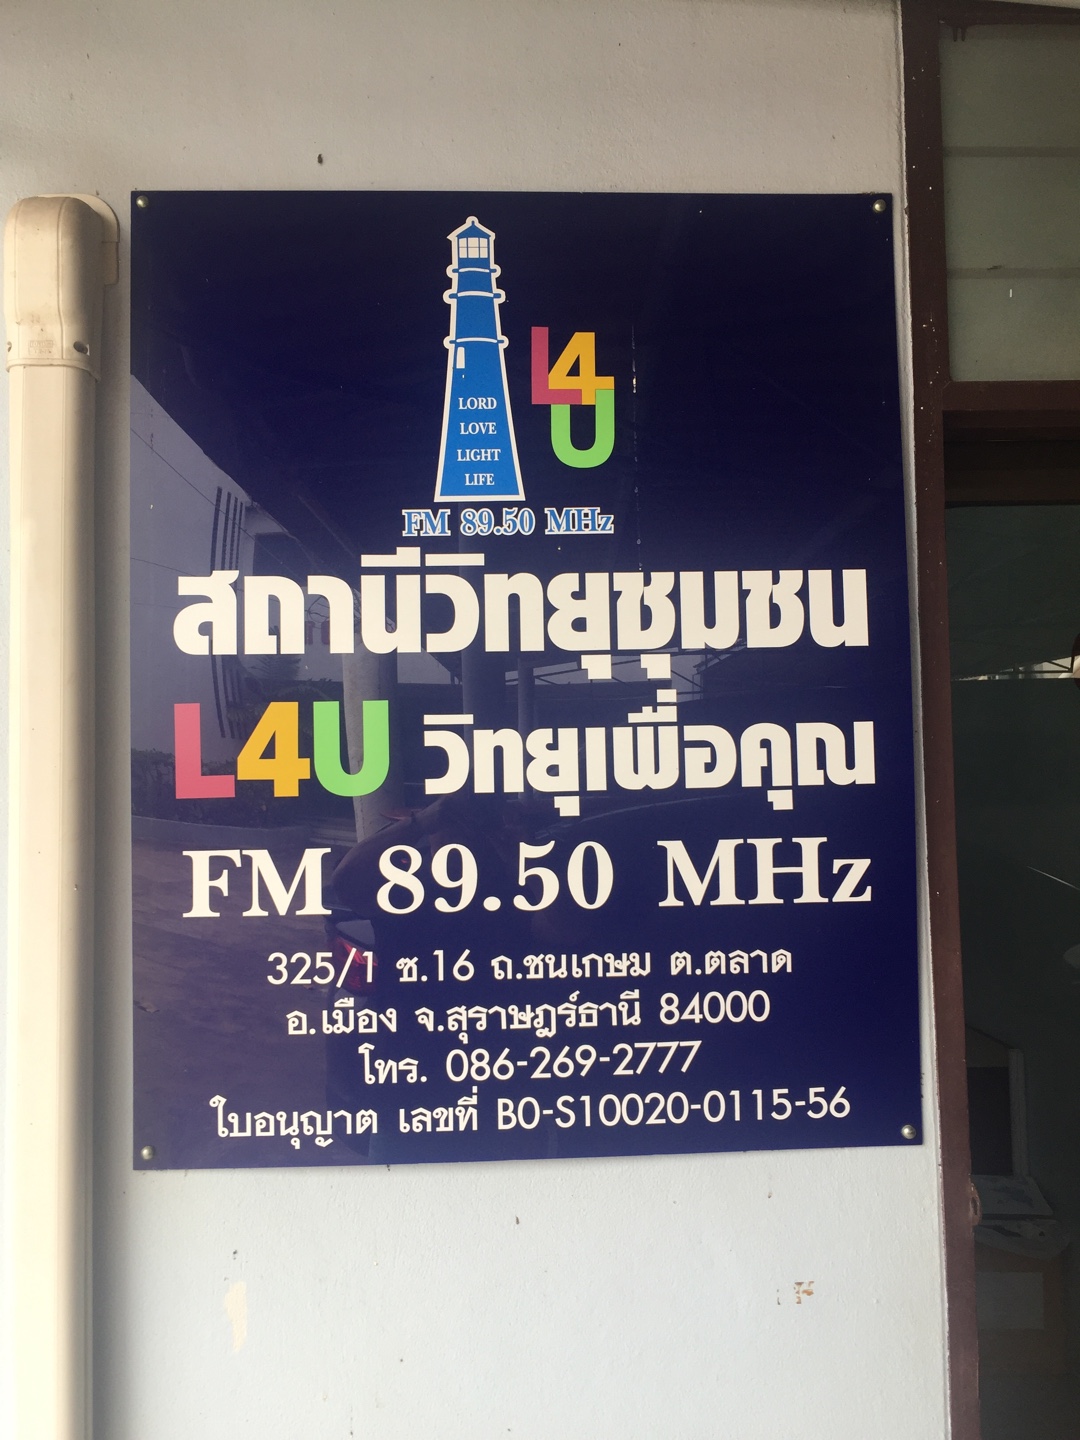 LORD
LOVE
LIGHT
LIFE
L4U
FM 89.50 MHz
สถานีวิทยุชุมชน
L4U วิทยุเพื่อคุณ
FM 89.50 MHz
325/1 ซ.16 ถ.ชนเกษม ต.ตลาด
อ.เมือง จ.สุราษฎร์ธานี 84000
โทร. 086-269-2777
ใบอนุญาต เลขที่ B0-S10020-0115-56